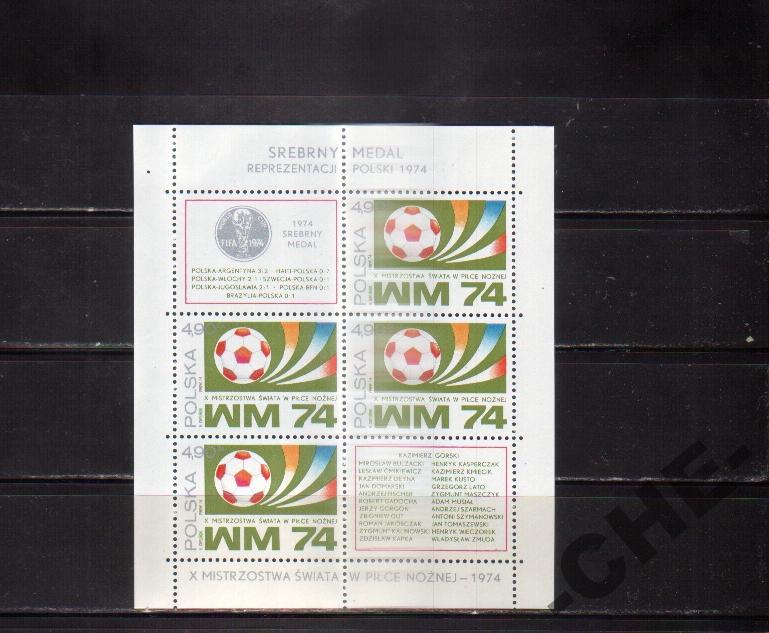 SREBRNY MEDAL
REPREZENTACJI POLSKI 1974
FIFA 1974
1974
SREBRNY
MEDAL
POLSKA-ARGENTYNA 3:2 · HAITI-POLSKA 0:7
POLSKA-WŁOCHY 2:1 · SZWECJA-POLSKA 0:1
POLSKA-JUGOSŁAWIA 2:1 · POLSKA-RFN 0:1
BRAZYLIA-POLSKA 0:1
4,90
POLSKA
X MISTRZOSTWA ŚWIATA W PIŁCE NOŻNEJ
WM 74
4,90
POLSKA
X MISTRZOSTWA ŚWIATA W PIŁCE NOŻNEJ
WM 74
4,90
POLSKA
X MISTRZOSTWA ŚWIATA W PIŁCE NOŻNEJ
WM 74
4,90
POLSKA
X MISTRZOSTWA ŚWIATA W PIŁCE NOŻNEJ
WM 74
KAZIMIERZ GÓRSKI
MIROSŁAW BULZACKI HENRYK KASPERCZAK
LESŁAW ĆMIKIEWICZ KAZIMIERZ KMIECIK
KAZIMIERZ DEYNA MAREK KUSTO
JAN DOMARSKI GRZEGORZ LATO
ANDRZEJ FISCHER ZYGMUNT MASZCZYK
ROBERT GADOCHA ADAM MUSIAŁ
JERZY GORGOŃ ANDRZEJ SZARMACH
ZBIGNIEW GUT ANTONI SZYMANOWSKI
ROMAN JAKÓBCZAK JAN TOMASZEWSKI
ZYGMUNT KALINOWSKI HENRYK WIECZOREK
ZDZISŁAW KAPKA WŁADYSŁAW ŻMUDA
X MISTRZOSTWA ŚWIATA W PIŁCE NOŻNEJ – 1974